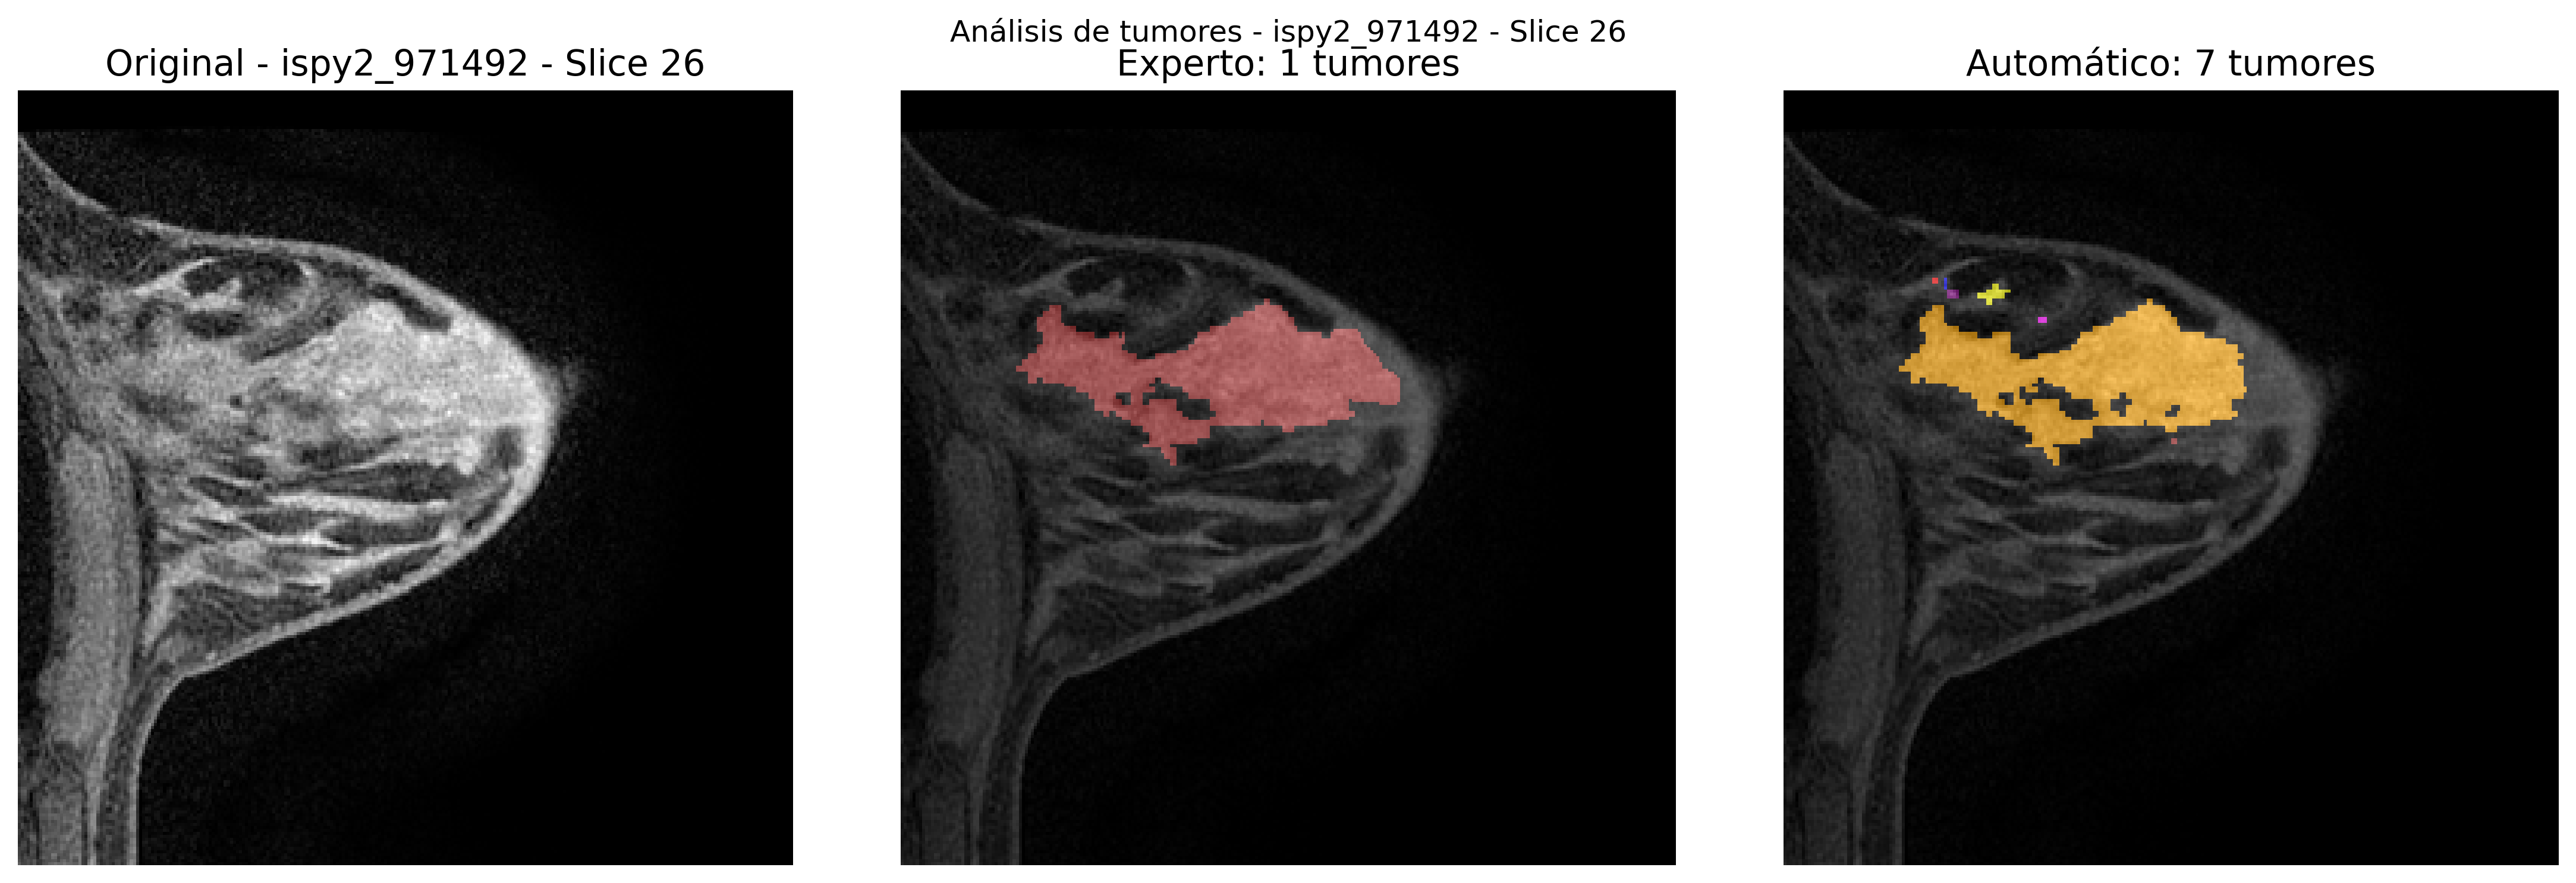 Análisis de tumores - ispy2_971492 - Slice 26
Original - ispy2_971492 - Slice 26
Experto: 1 tumores
Automático: 7 tumores